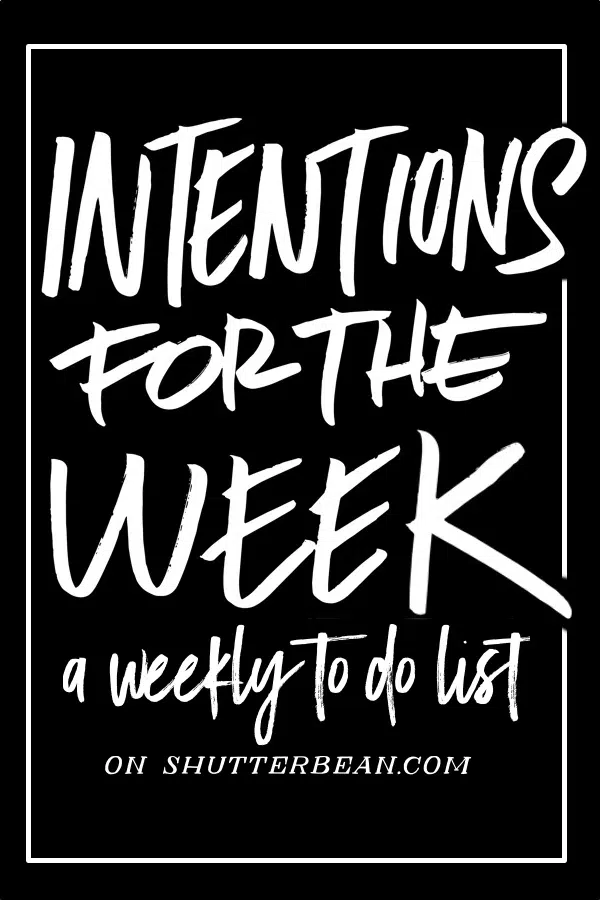 INTENTIONS
FOR THE
WEEK
a weekly to do list
ON SHUTTERBEAN.COM